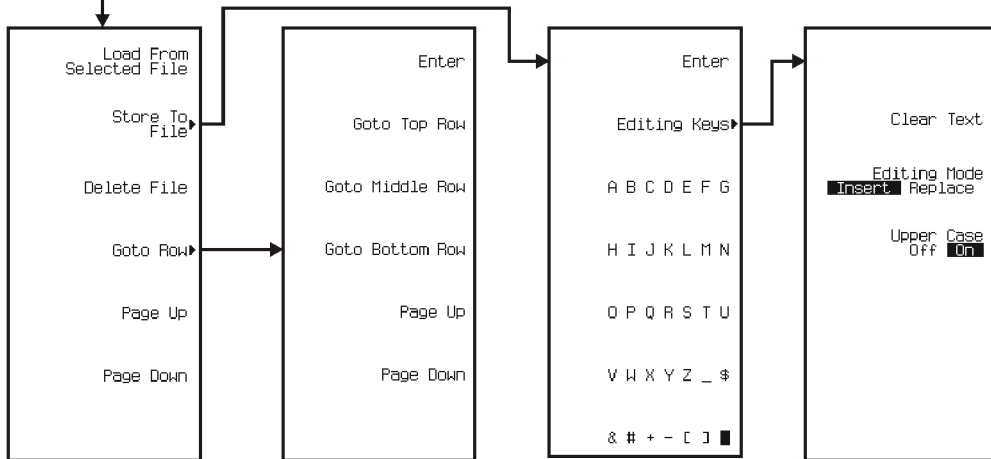 Load From
Selected File
Store To
File
Delete File
Goto Row
Page Up
Page Down
Enter
Goto Top Row
Goto Middle Row
Goto Bottom Row
Page Up
Page Down
Enter
Editing Keys
A B C D E F G
H I J K L M N
O P Q R S T U
V W X Y Z _ $
& # + - [ ] █
Clear Text
Editing Mode
Insert Replace
Upper Case
Off On